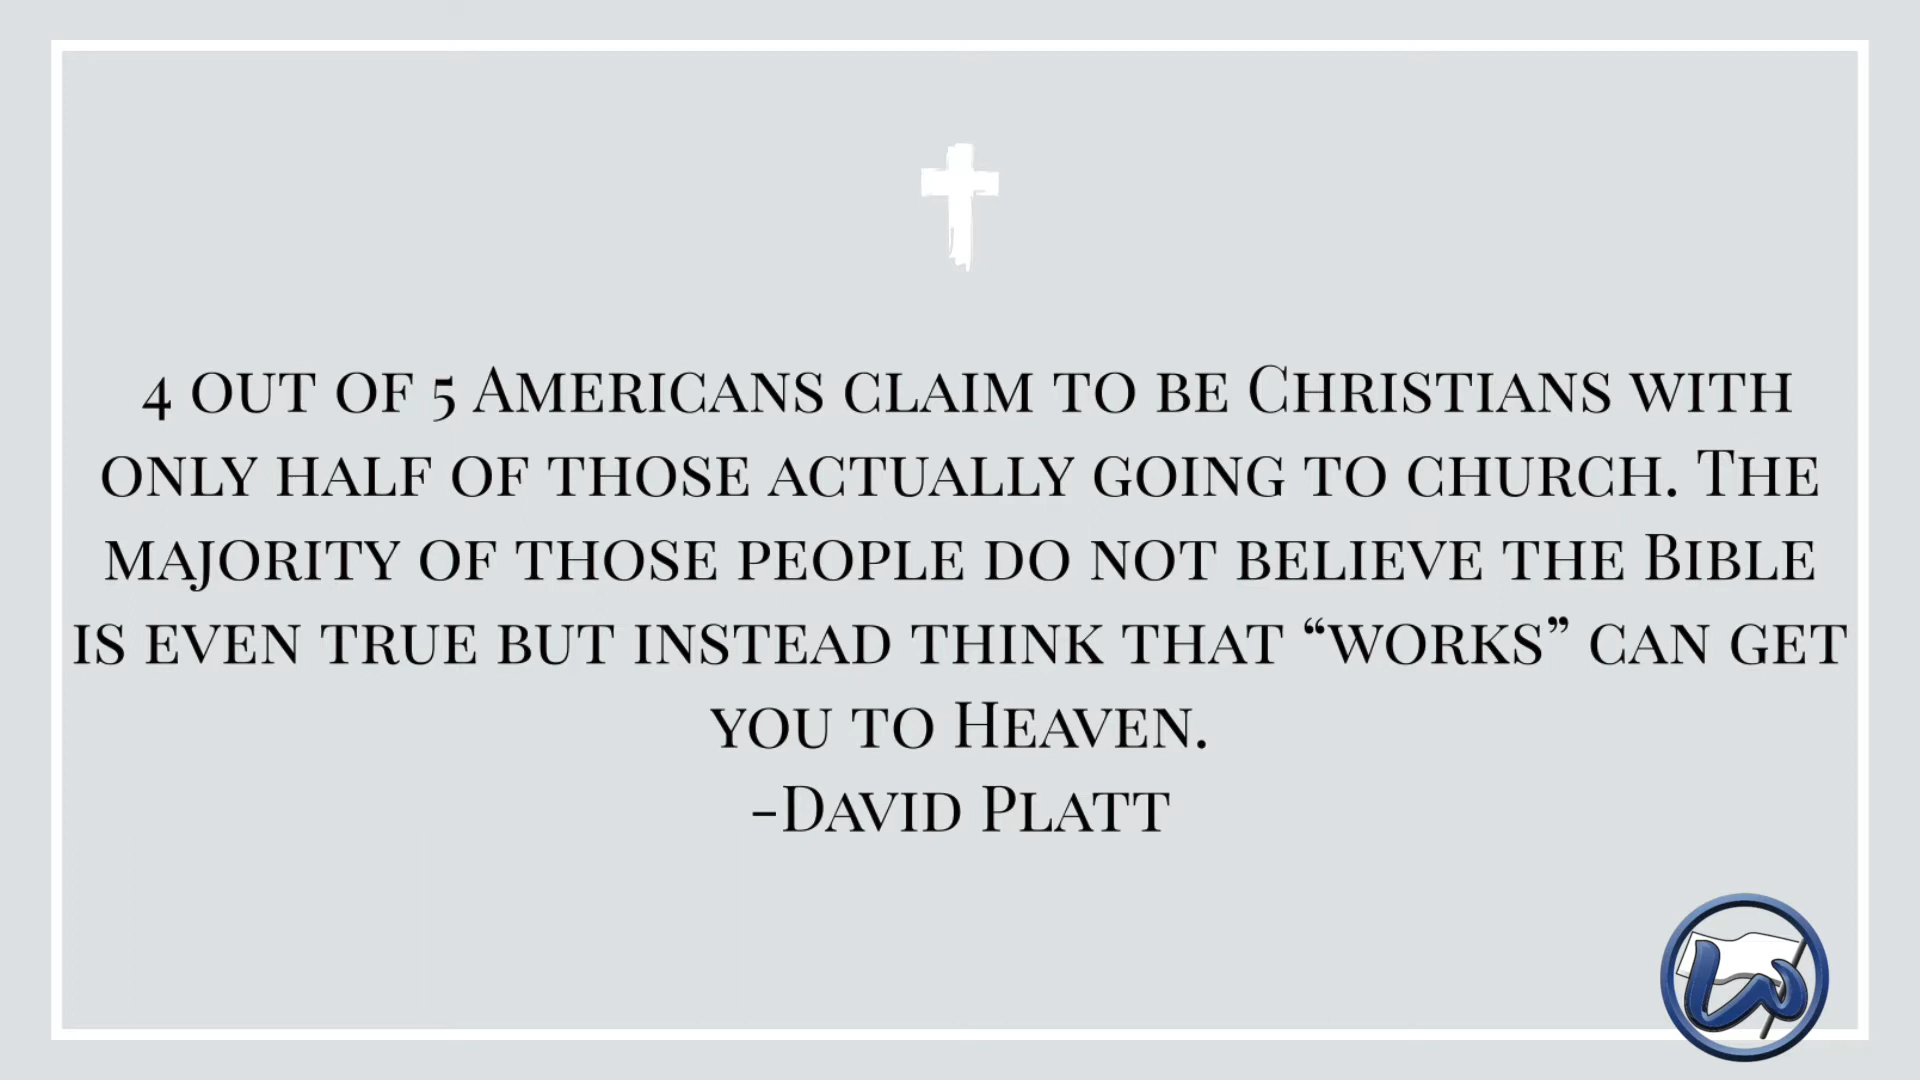 4 out of 5 Americans claim to be Christians with
only half of those actually going to church. The
majority of those people do not believe the Bible
is even true but instead think that “works” can get
you to Heaven.
-David Platt
W